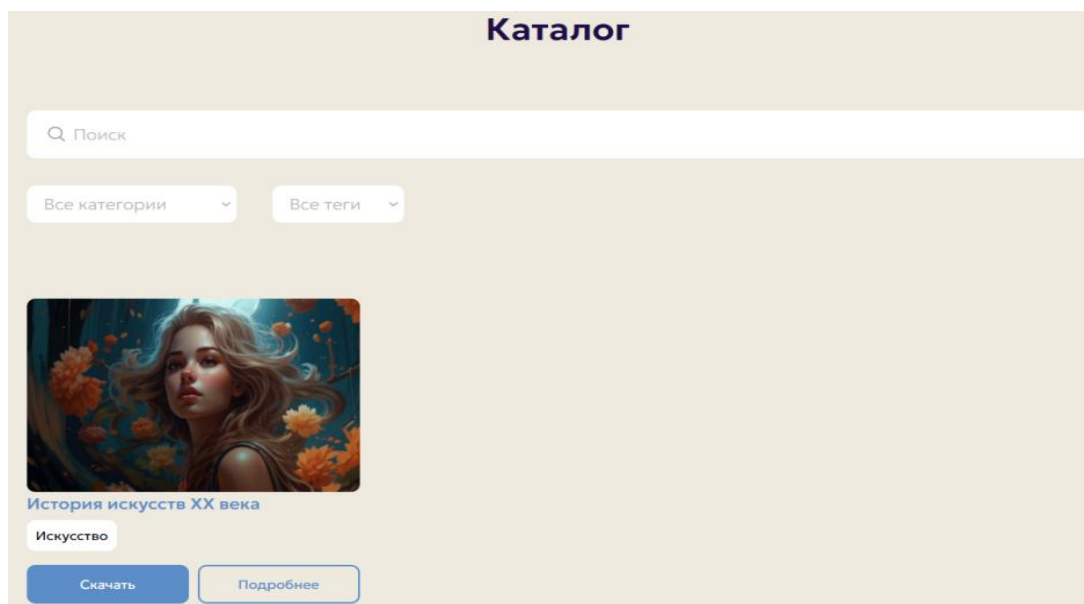 Каталог
Поиск
Все категории
Все теги
История искусств XX века
Искусство
Скачать
Подробнее